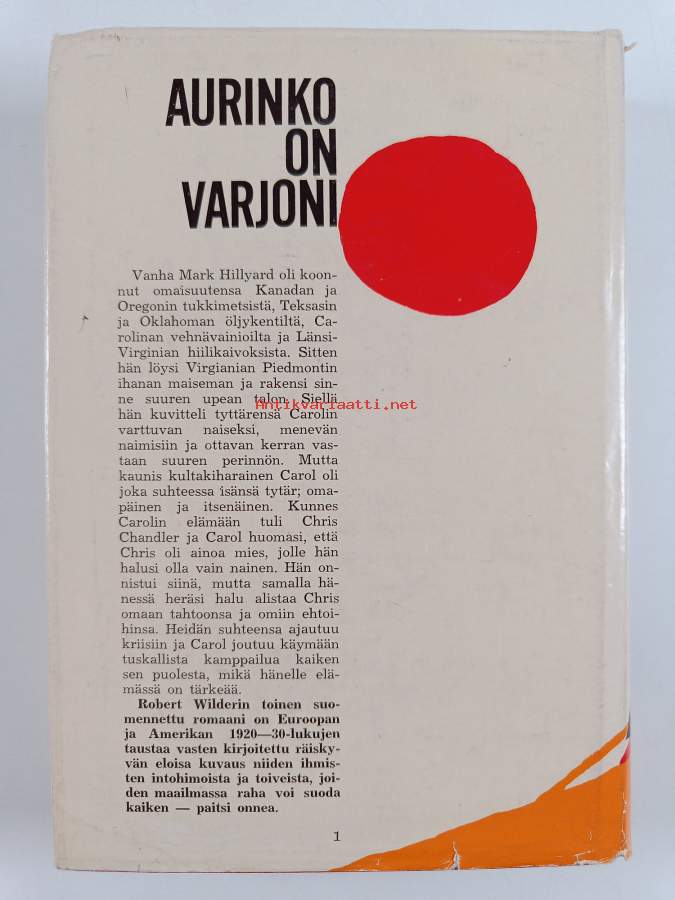 AURINKO
ON
VARJONI
Vanha Mark Hillyard oli koon-
nut omaisuutensa Kanadan ja
Oregonin tukkimetsistä, Teksasin
ja Oklahoman öljykentiltä, Ca-
rolinan vehnävainioilta ja Länsi-
Virginian hiilikaivoksista. Sitten
hän löysi Virgianian Piedmontin
ihanan maiseman ja rakensi sin-
ne suuren upean talon. Siellä
Antikvariaatti.net
hän kuvitteli tyttärensä Carolin
varttuvan naiseksi, menevän
naimisiin ja ottavan kerran vas-
taan suuren perinnön. Mutta
kaunis kultakiharainen Carol oli
joka suhteessa isänsä tytär; oma-
päinen ja itsenäinen. Kunnes
Carolin elämään tuli Chris
Chandler ja Carol huomasi, että
Chris oli ainoa mies, jolle hän
halusi olla vain nainen. Hän on-
nistui siinä, mutta samalla hä-
nessä heräsi halu alistaa Chris
omaan tahtoonsa ja omiin ehtoi-
hinsa. Heidän suhteensa ajautuu
kriisiin ja Carol joutuu käymään
tuskallista kamppailua kaiken
sen puolesta, mikä hänelle elä-
mässä on tärkeää.
Robert Wilderin toinen suo-
mennettu romaani on Euroopan
ja Amerikan 1920—30-lukujen
taustaa vasten kirjoitettu räisky-
vän eloisa kuvaus niiden ihmis-
ten intohimoista ja toiveista, joi-
den maailmassa raha voi suoda
kaiken — paitsi onnea.
1